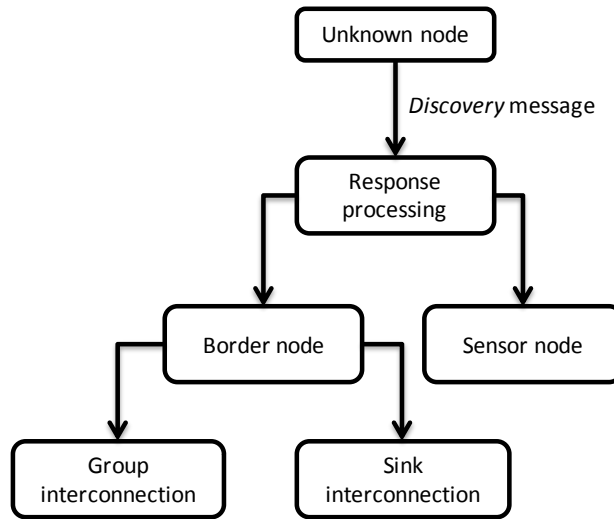 Unknown node
Discovery message
Response
processing
Border node
Sensor node
Group
interconnection
Sink
interconnection